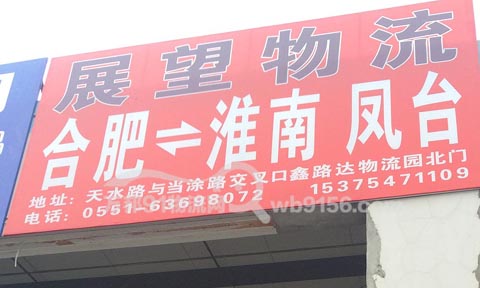 展望物流
合肥⇌淮南 凤台
地址：天水路与当涂路交叉口鑫路达物流园北门
电话：0551-63698072 15375471109
wb9156.com